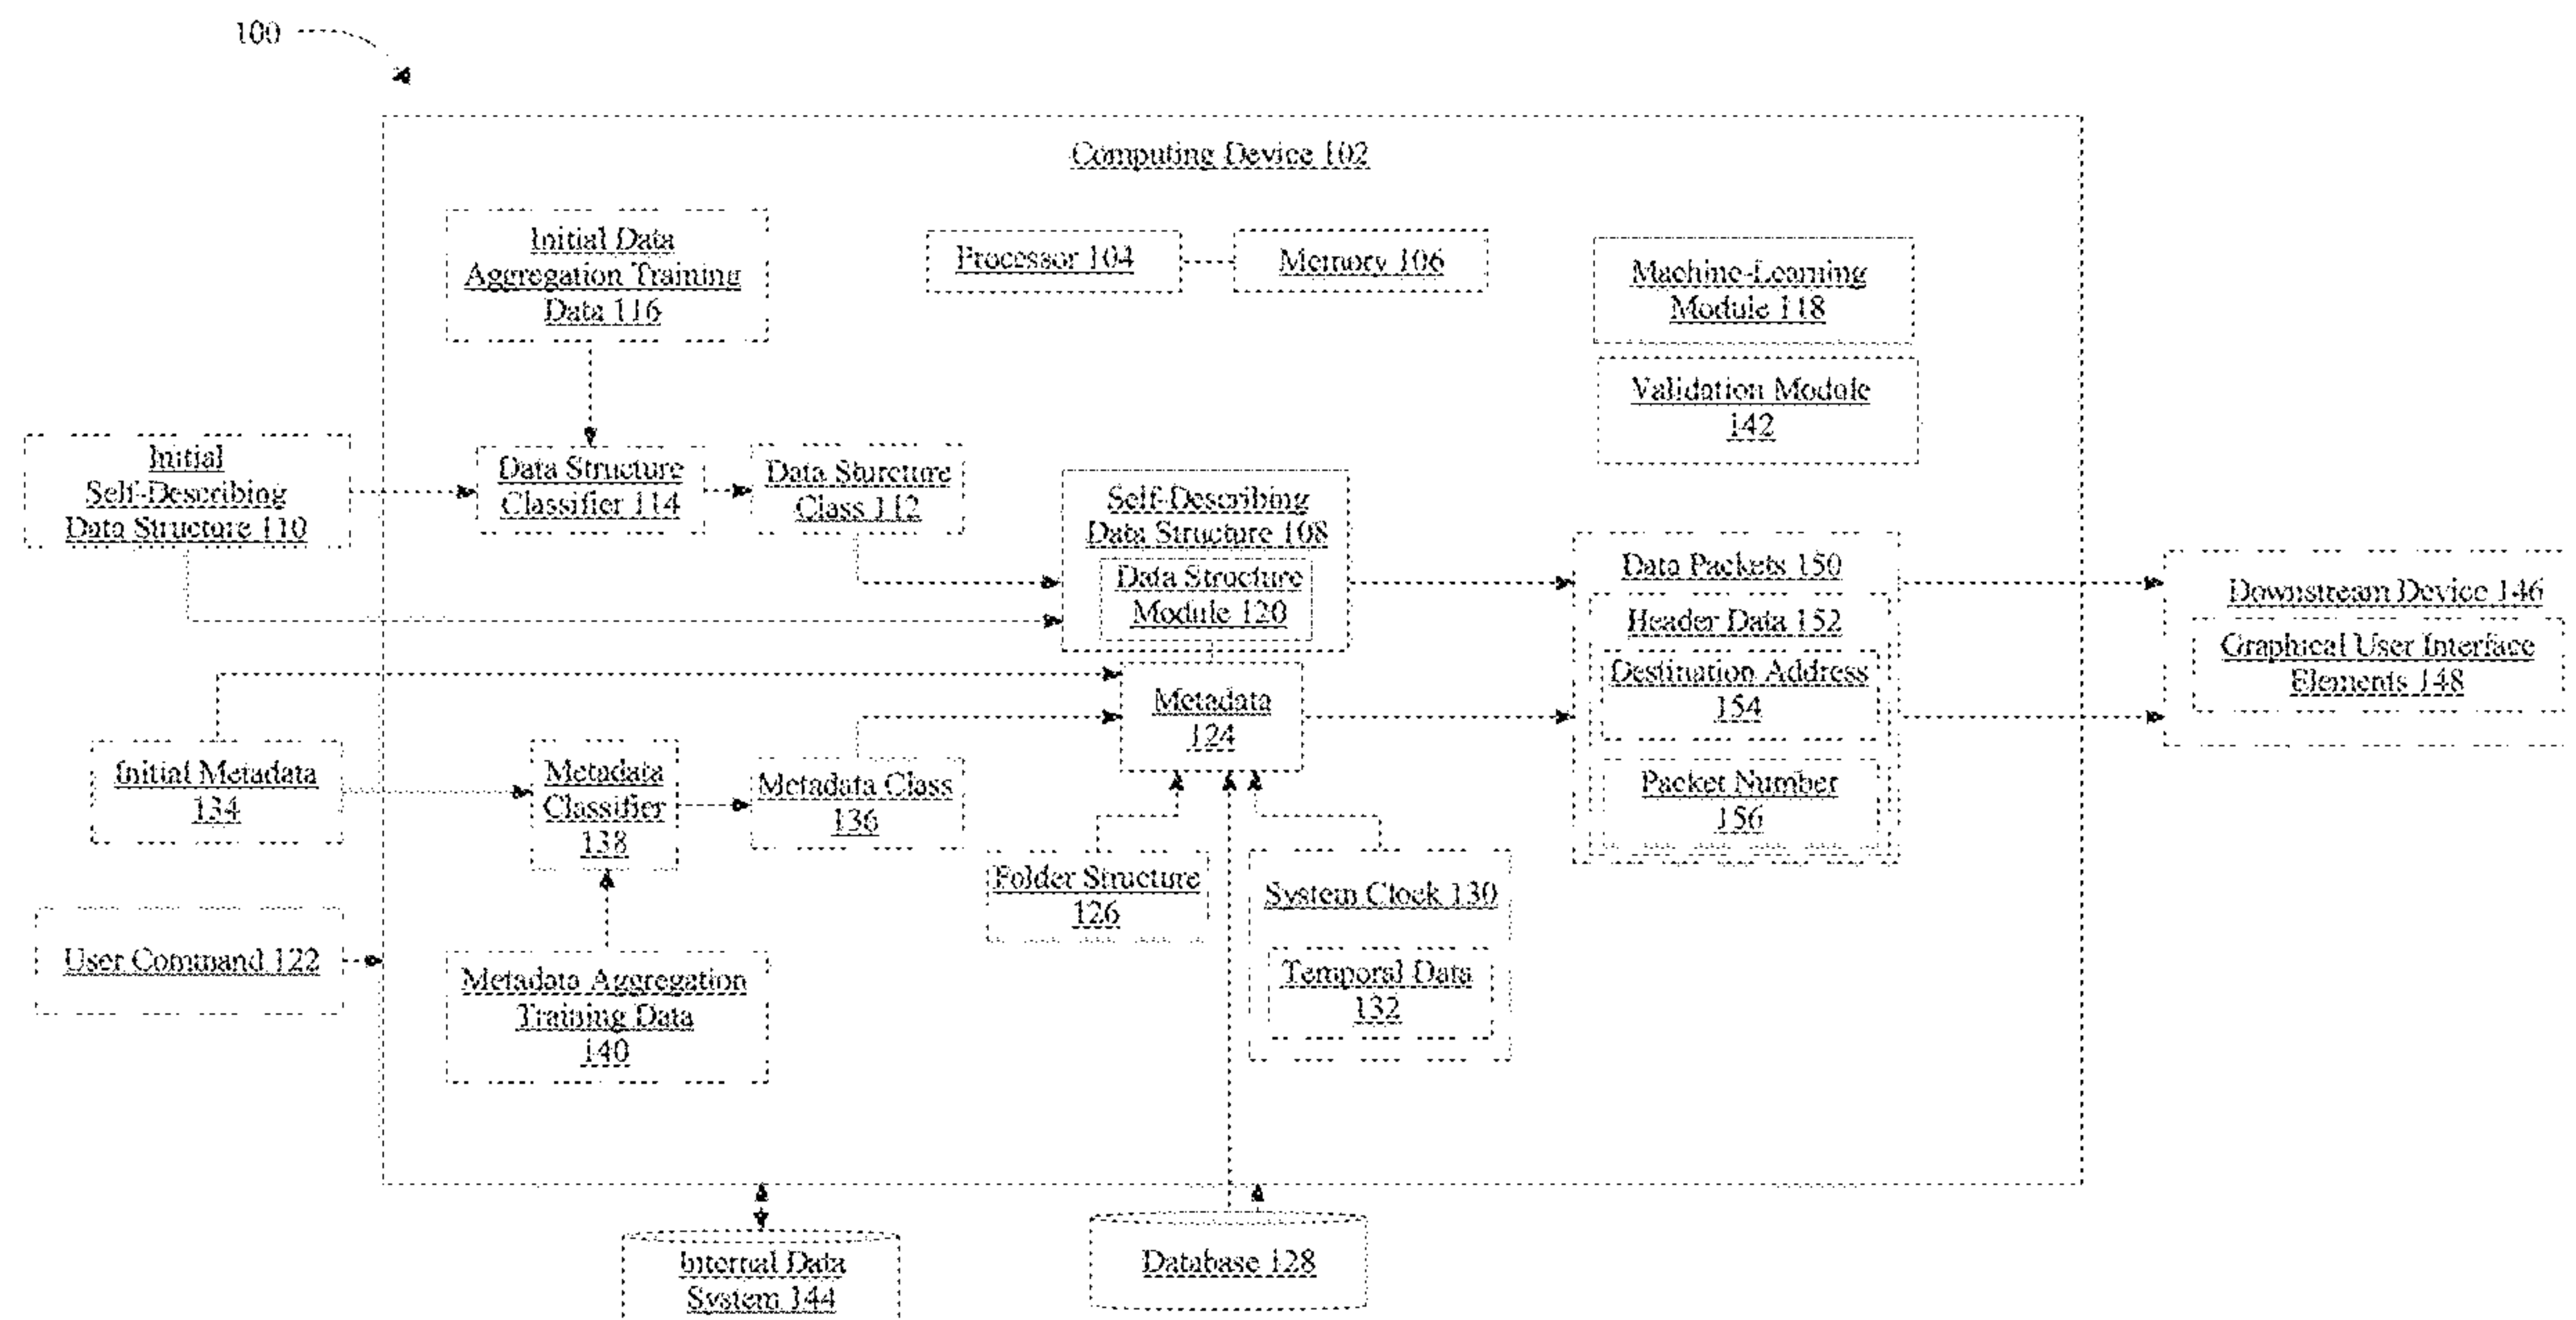 100
Computing Device 102
Initial Data
Aggregation Training
Data 116
Processor 104
Memory 106
Machine-Learning
Module 118
Validation Module
142
Initial
Self-Describing
Data Structure 110
Data Structure
Classifier 114
Data Sturcture
Class 112
Self-Describing
Data Structure 108
Data Structure
Module 120
Data Packets 150
Header Data 152
Destination Address
154
Packet Number
156
Downstream Device 146
Graphical User Interface
Elements 148
Metadata
124
Initial Metadata
134
Metadata
Classifier
138
Metadata Class
136
Folder Structure
126
System Clock 130
Temporal Data
132
User Command 122
Metadata Aggregation
Training Data
140
Internal Data
System 144
Database 128